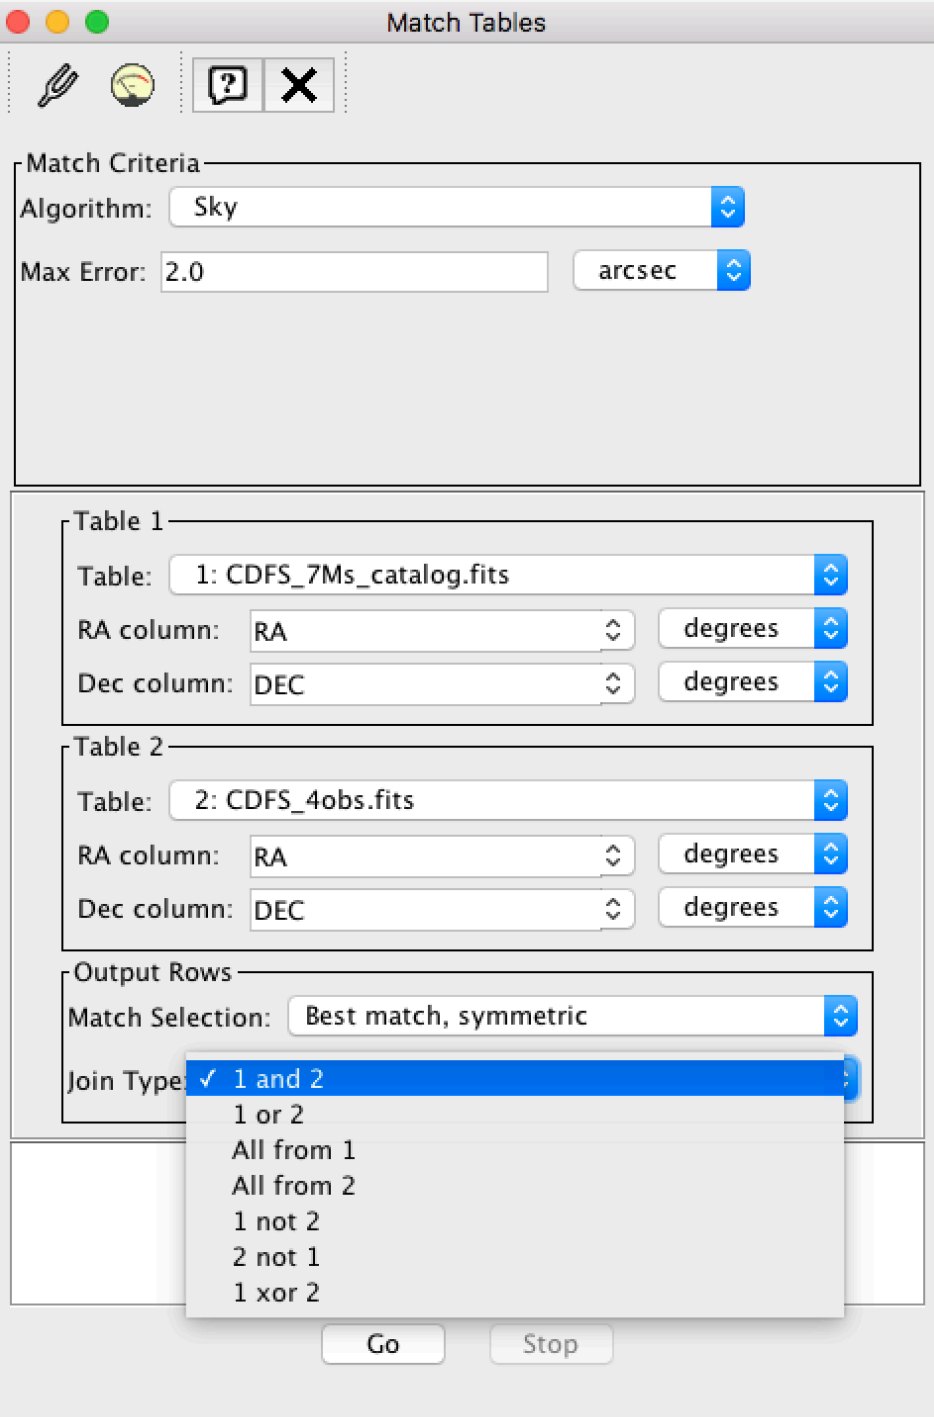 Match Tables
?
Match Criteria
Algorithm: Sky
Max Error: 2.0 arcsec
Table 1
Table: 1: CDFS_7Ms_catalog.fits
RA column: RA degrees
Dec column: DEC degrees
Table 2
Table: 2: CDFS_4obs.fits
RA column: RA degrees
Dec column: DEC degrees
Output Rows
Match Selection: Best match, symmetric
Join Type: ✓ 1 and 2
1 or 2
All from 1
All from 2
1 not 2
2 not 1
1 xor 2
Go Stop